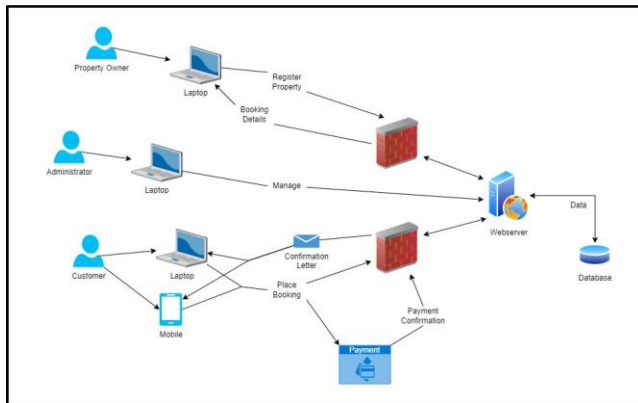 Property Owner
Laptop
Register
Property
Booking
Details
Administrator
Laptop
Manage
Webserver
Data
Database
Customer
Laptop
Confirmation
Letter
Place
Booking
Mobile
Payment
Confirmation
Payment